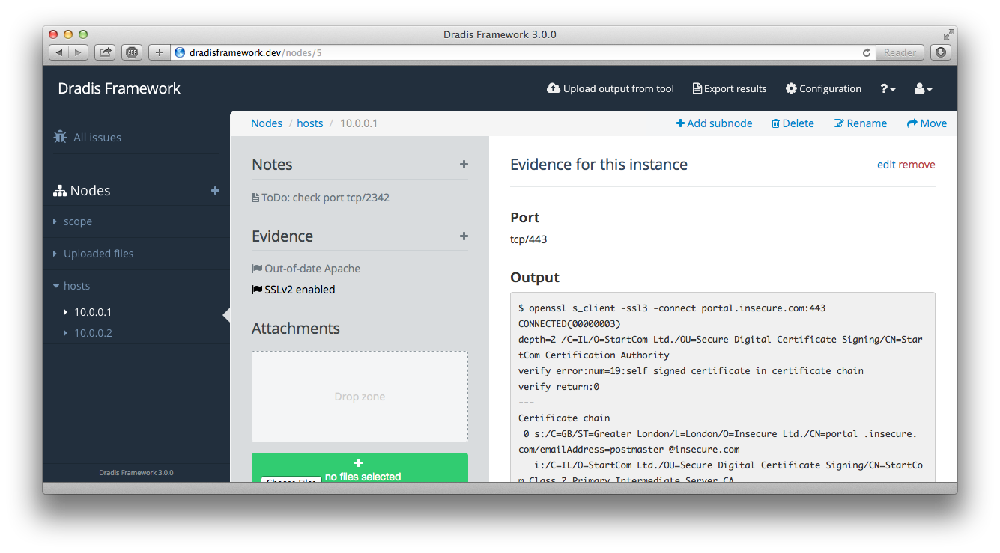 Dradis Framework 3.0.0
ABP
dradisframework.dev/nodes/5
Reader
Dradis Framework
Upload output from tool
Export results
Configuration
?
All issues
Nodes
scope
Uploaded files
hosts
10.0.0.1
10.0.0.2
Dradis Framework 3.0.0
Nodes / hosts / 10.0.0.1
+ Add subnode
Delete
Rename
Move
Notes +
ToDo: check port tcp/2342
Evidence +
Out-of-date Apache
SSLv2 enabled
Attachments
Drop zone
+
Choose Files no files selected
Evidence for this instance
edit remove
Port
tcp/443
Output
$ openssl s_client -ssl3 -connect portal.insecure.com:443
CONNECTED(00000003)
depth=2 /C=IL/O=StartCom Ltd./OU=Secure Digital Certificate Signing/CN=Star
tCom Certification Authority
verify error:num=19:self signed certificate in certificate chain
verify return:0
---
Certificate chain
0 s:/C=GB/ST=Greater London/L=London/O=Insecure Ltd./CN=portal .insecure.
com/emailAddress=postmaster @insecure.com
i:/C=IL/O=StartCom Ltd./OU=Secure Digital Certificate Signing/CN=StartCo
m Class 2 Primary Intermediate Server CA